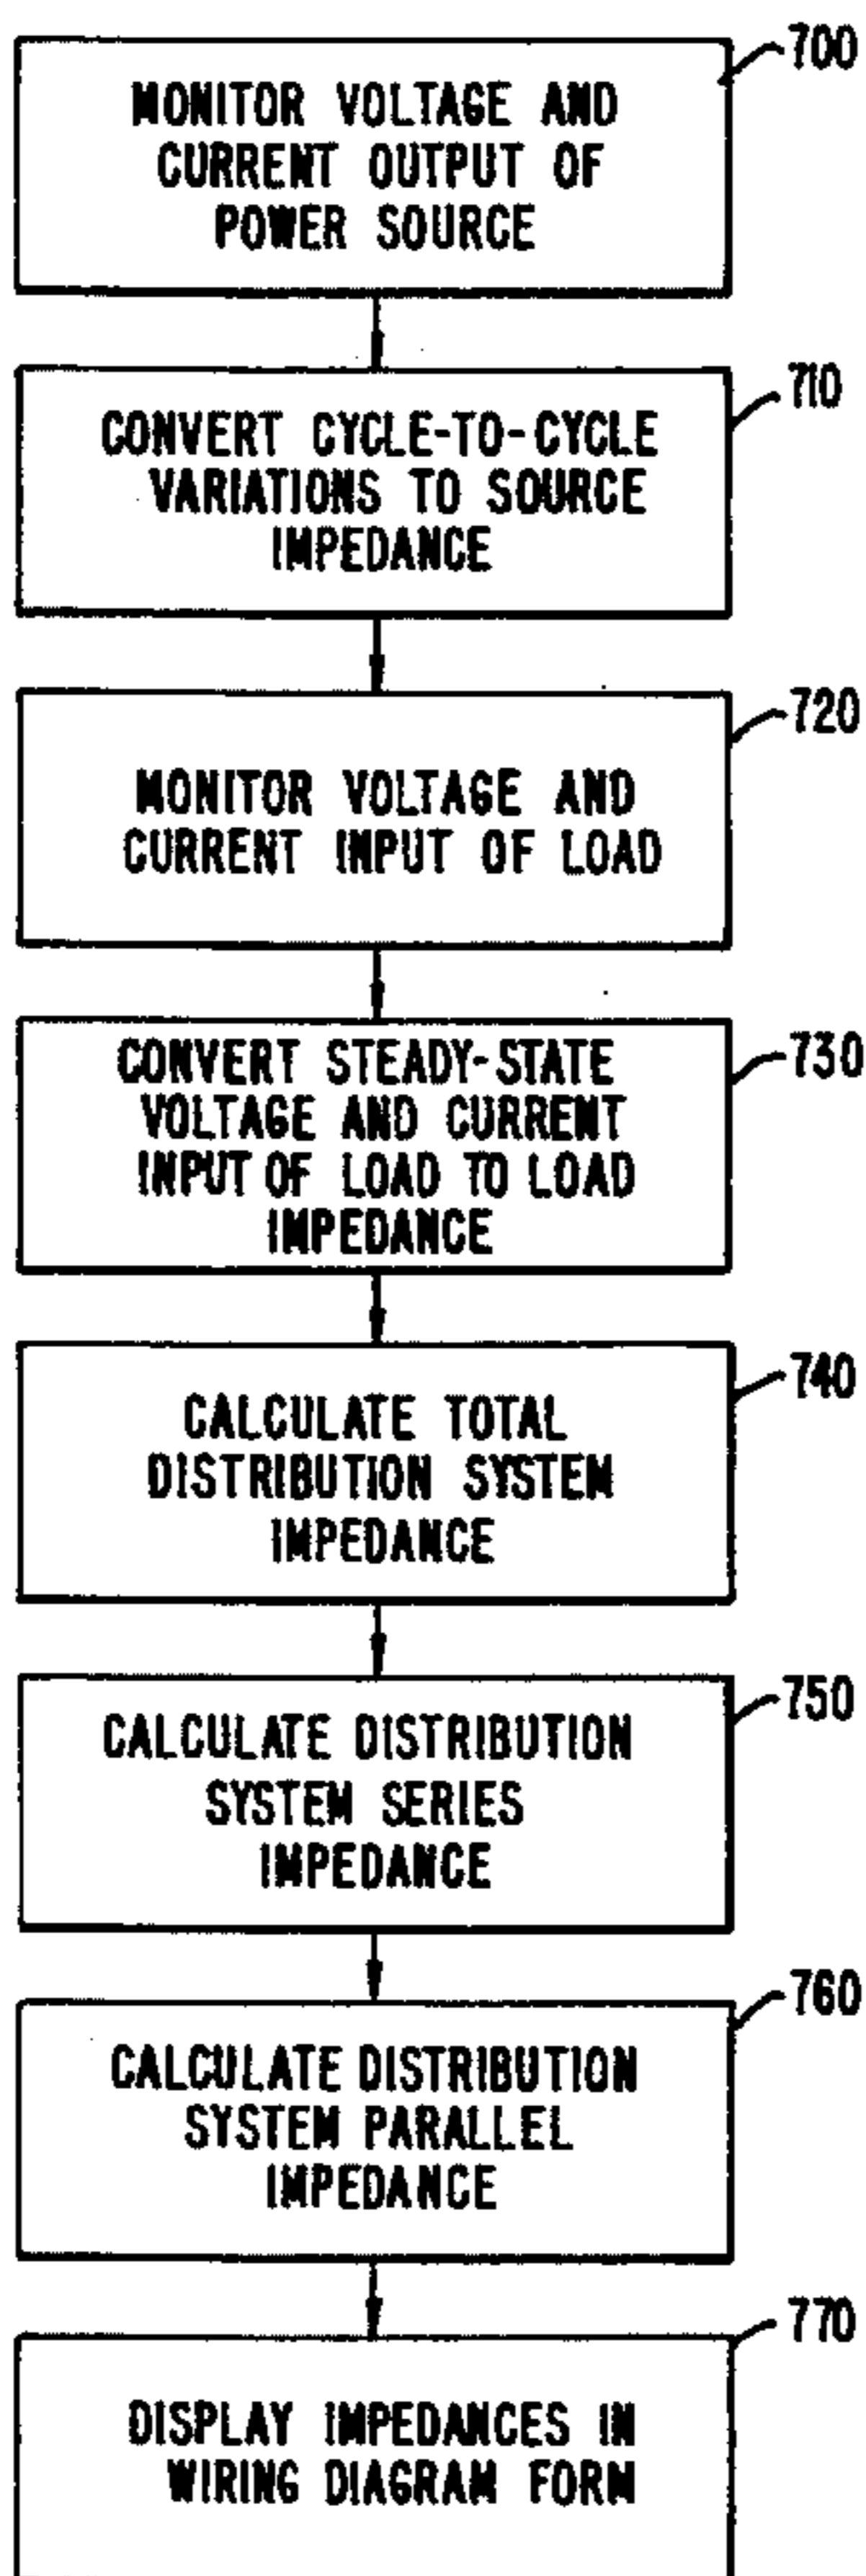 700
MONITOR VOLTAGE AND
CURRENT OUTPUT OF
POWER SOURCE
710
CONVERT CYCLE-TO-CYCLE
VARIATIONS TO SOURCE
IMPEDANCE
720
MONITOR VOLTAGE AND
CURRENT INPUT OF LOAD
730
CONVERT STEADY-STATE
VOLTAGE AND CURRENT
INPUT OF LOAD TO LOAD
IMPEDANCE
740
CALCULATE TOTAL
DISTRIBUTION SYSTEM
IMPEDANCE
750
CALCULATE DISTRIBUTION
SYSTEM SERIES
IMPEDANCE
760
CALCULATE DISTRIBUTION
SYSTEM PARALLEL
IMPEDANCE
770
DISPLAY IMPEDANCES IN
WIRING DIAGRAM FORM